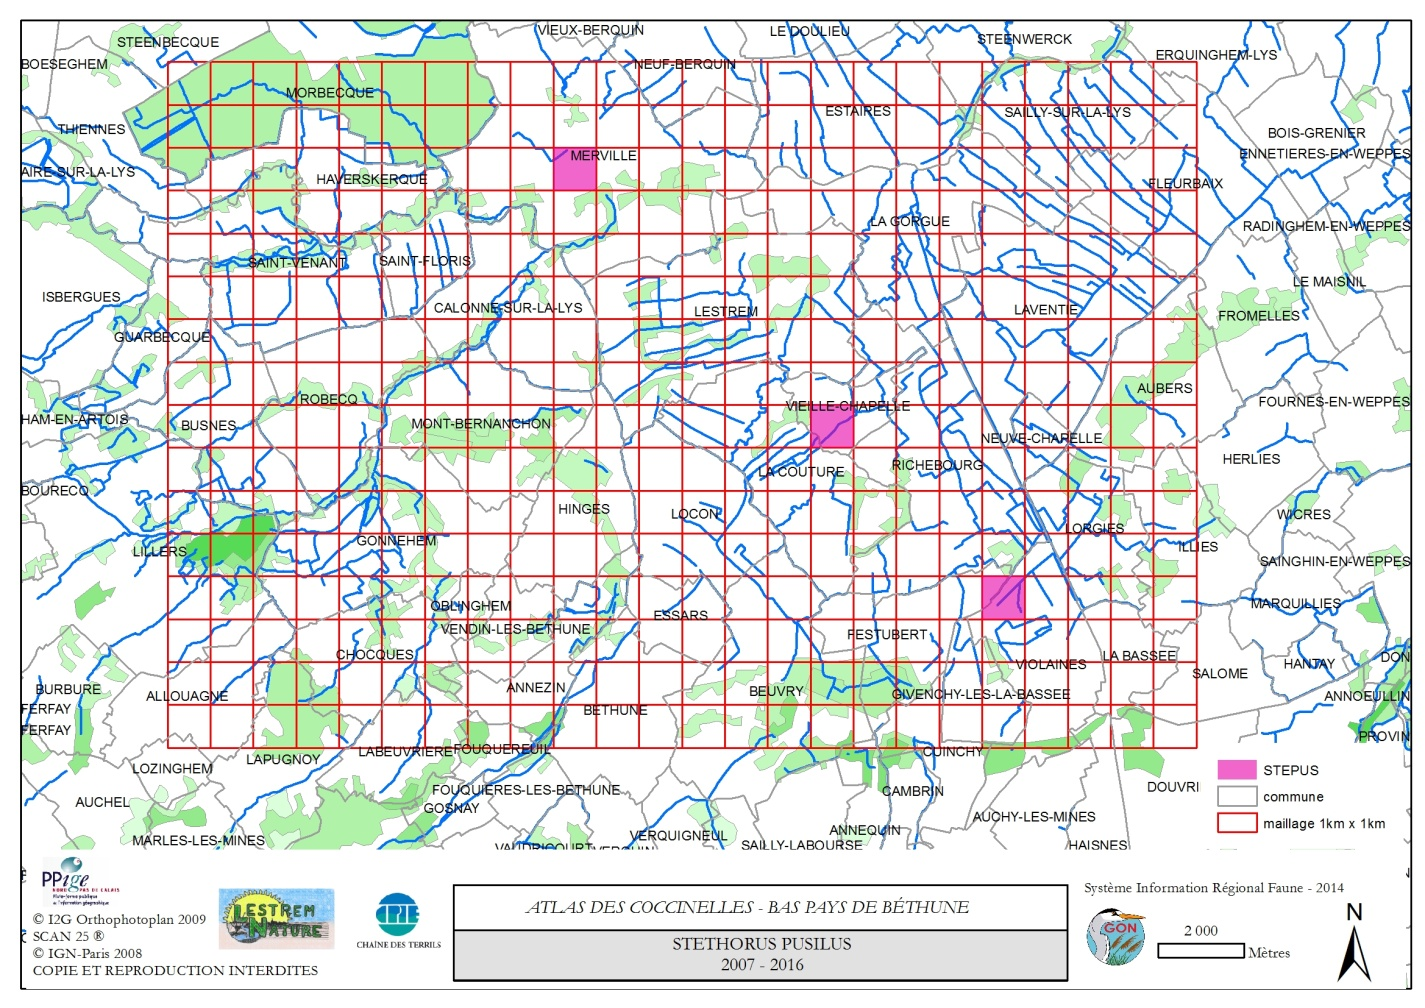 VIEUX-BERQUIN
LE DOULIEU
STEENBECQUE
STEENWERCK
ERQUINGHEM-LYS
BOESEGHEM
NEUF-BERQUIN
MORBECQUE
ESTAIRES
SAILLY-SUR-LA-LYS
THIENNES
BOIS-GRENIER
MERVILLE
ENNETIERES-EN-WEPPES
AIRE-SUR-LA-LYS
HAVERSKERQUE
FLEURBAIX
LA GORGUE
RADINGHEM-EN-WEPPES
SAINT-VENANT
SAINT-FLORIS
LE MAISNIL
ISBERGUES
CALONNE-SUR-LA-LYS
LESTREM
LAVENTIE
FROMELLES
GUARBECQUE
AUBERS
ROBECQ
VIEILLE-CHAPELLE
FOURNES-EN-WEPPES
HAM-EN-ARTOIS
BUSNES
MONT-BERNANCHON
NEUVE-CHAPELLE
HERLIES
LA COUTURE
RICHEBOURG
BOURECQ
HINGES
LOCON
WICRES
LORGIES
GONNEHEM
ILLIES
LILLERS
SAINGHIN-EN-WEPPES
OBLINGHEM
MARQUILLIES
ESSARS
VENDIN-LES-BETHUNE
FESTUBERT
CHOCQUES
LA BASSEE
DON
VIOLAINES
HANTAY
SALOME
BURBURE
ANNEZIN
BEUVRY
GIVENCHY-LES-LA-BASSEE
ALLOUAGNE
ANNOEULLIN
FERFAY
BETHUNE
FERFAY
PROVIN
LABEUVRIERE
FOUQUEREUIL
CUINCHY
LAPUGNOY
LOZINGHEM
DOUVRI
FOUQUIERES-LES-BETHUNE
CAMBRIN
AUCHEL
GOSNAY
AUCHY-LES-MINES
ANNEQUIN
VERQUIGNEUL
MARLES-LES-MINES
SAILLY-LABOURSE
HAISNES
VAUDRICOURT
VERQUIN
STEPUS
commune
maillage 1km x 1km
PPige
NORD PAS DE CALAIS
© I2G Orthophotoplan 2009
SCAN 25 ®
© IGN-Paris 2008
COPIE ET REPRODUCTION INTERDITES
LESTREM
NATURE
CPIE
CHAÎNE DES TERRILS
ATLAS DES COCCINELLES - BAS PAYS DE BÉTHUNE
STETHORUS PUSILUS
2007 - 2016
Système Information Régional Faune - 2014
GON
2 000
Mètres
N